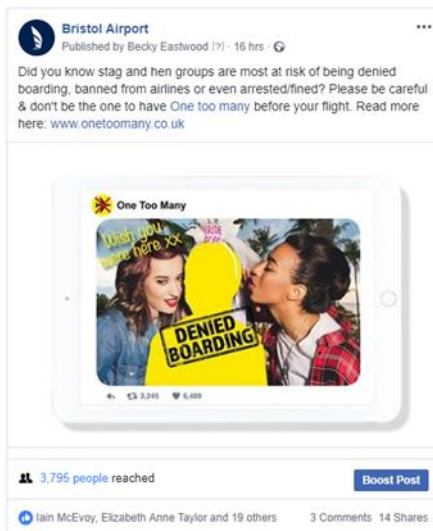 Bristol Airport
Published by Becky Eastwood [?] · 16 hrs ·
Did you know stag and hen groups are most at risk of being denied
boarding, banned from airlines or even arrested/fined? Please be careful
& don't be the one to have One too many before your flight. Read more
here: www.onetoomany.co.uk
One Too Many
Wish you
were here xx
DENIED
BOARDING
3,245 6,409
3,795 people reached
Boost Post
Iain McEvoy, Elizabeth Anne Taylor and 19 others 3 Comments 14 Shares